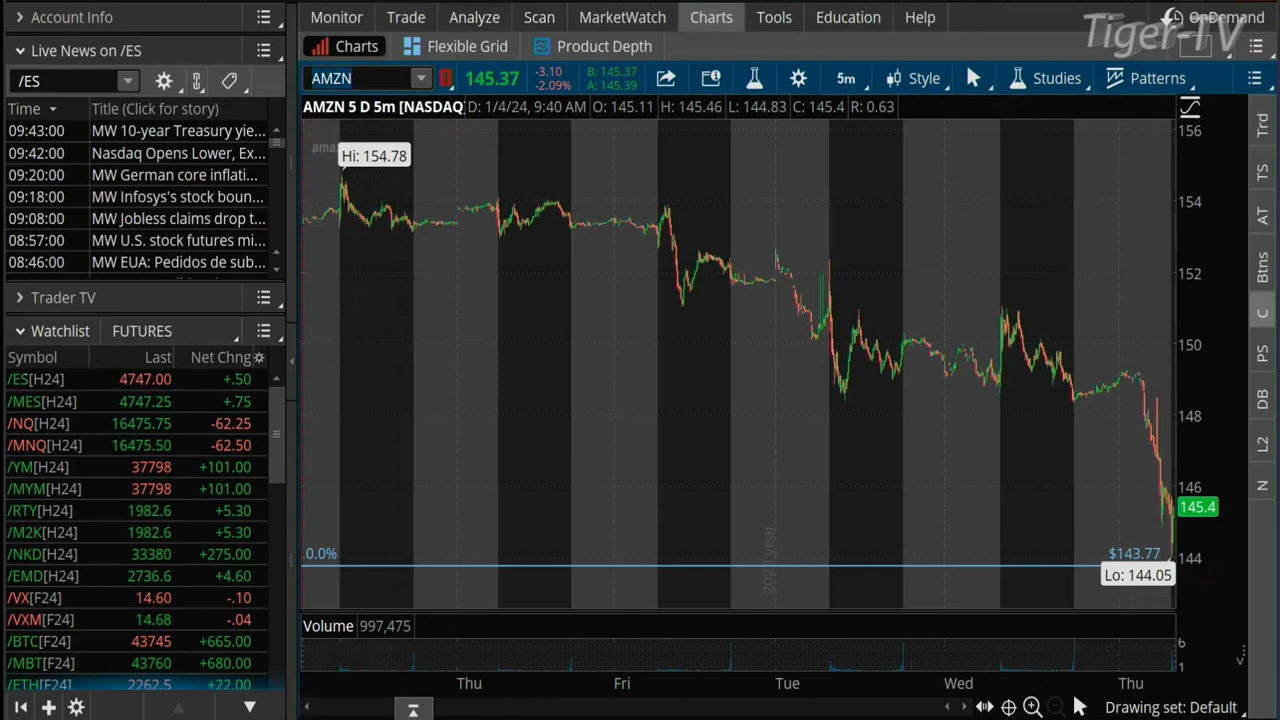 Account Info
Monitor Trade Analyze Scan MarketWatch Charts Tools Education Help
OnDemand
Tiger-TV
Live News on /ES
Charts Flexible Grid Product Depth
/ES
AMZN 145.37 -3.10 -2.09% B: 145.37 A: 145.39 5m Style Studies Patterns
Time Title (Click for story)
AMZN 5 D 5m [NASDAQ] D: 1/4/24, 9:40 AM O: 145.11 H: 145.46 L: 144.83 C: 145.4 R: 0.63
09:43:00 MW 10-year Treasury yie...
09:42:00 Nasdaq Opens Lower, Ex...
09:20:00 MW German core inflati...
09:18:00 MW Infosys's stock boun...
09:08:00 MW Jobless claims drop t...
08:57:00 MW U.S. stock futures mi...
08:46:00 MW EUA: Pedidos de sub...
Trader TV
Watchlist FUTURES
Symbol Last Net Chng
/ES[H24] 4747.00 +.50
/MES[H24] 4747.25 +.75
/NQ[H24] 16475.75 -62.25
/MNQ[H24] 16475.50 -62.50
/YM[H24] 37798 +101.00
/MYM[H24] 37798 +101.00
/RTY[H24] 1982.6 +5.30
/M2K[H24] 1982.6 +5.30
/NKD[H24] 33380 +275.00
/EMD[H24] 2736.6 +4.60
/VX[F24] 14.60 -.10
/VXM[F24] 14.68 -.04
/BTC[F24] 43745 +665.00
/MBT[F24] 43760 +680.00
/ETH[F24] 2262.5 +22.00
Hi: 154.78
156
154
152
150
148
146
145.4
144
0.0%
$143.77
Lo: 144.05
Volume 997,475
6
1
Thu Fri Tue Wed Thu
Trd
TS
AT
Btns
C
PS
DB
L2
N
Drawing set: Default